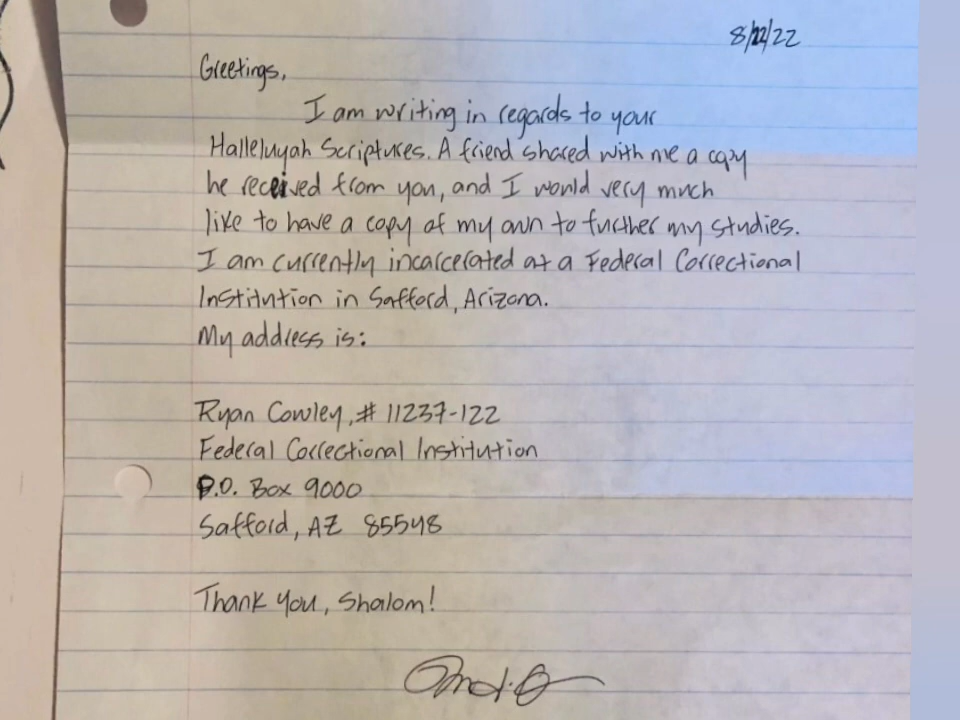 8/22/22
Greetings,
I am writing in regards to your
Halleluyah Scriptures. A friend shared with me a copy
he received from you, and I would very much
like to have a copy of my own to further my studies.
I am currently incarcerated at a Federal Correctional
Institution in Safford, Arizona.
My address is:
Ryan Cowley, # 11237-122
Federal Correctional Institution
P.O. Box 9000
Safford, AZ 85548
Thank you, Shalom!